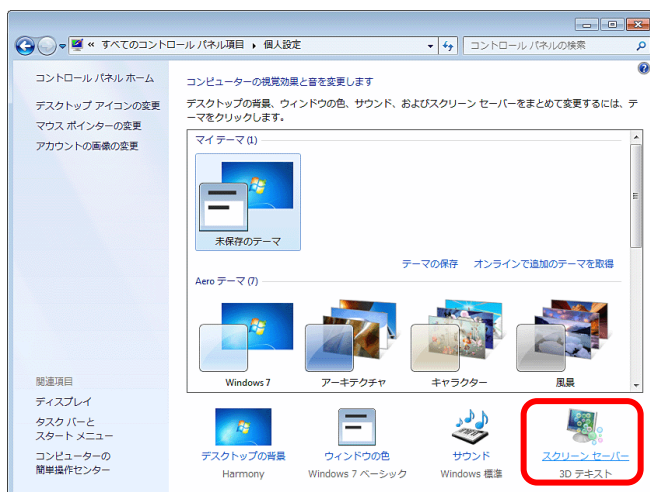 « すべてのコントロール パネル項目 ▸ 個人設定
コントロール パネルの検索
コントロール パネル ホーム
デスクトップ アイコンの変更
マウス ポインターの変更
アカウントの画像の変更
コンピューターの視覚効果と音を変更します
デスクトップの背景、ウィンドウの色、サウンド、およびスクリーン セーバーをまとめて変更するには、テ
ーマをクリックします。
マイ テーマ (1)
未保存のテーマ
テーマの保存 オンラインで追加のテーマを取得
Aero テーマ (7)
Windows 7 アーキテクチャ キャラクター 風景
関連項目
ディスプレイ
タスク バーと
スタート メニュー
コンピューターの
簡単操作センター
デスクトップの背景 ウィンドウの色 サウンド スクリーン セーバー
Harmony Windows 7 ベーシック Windows 標準 3D テキスト